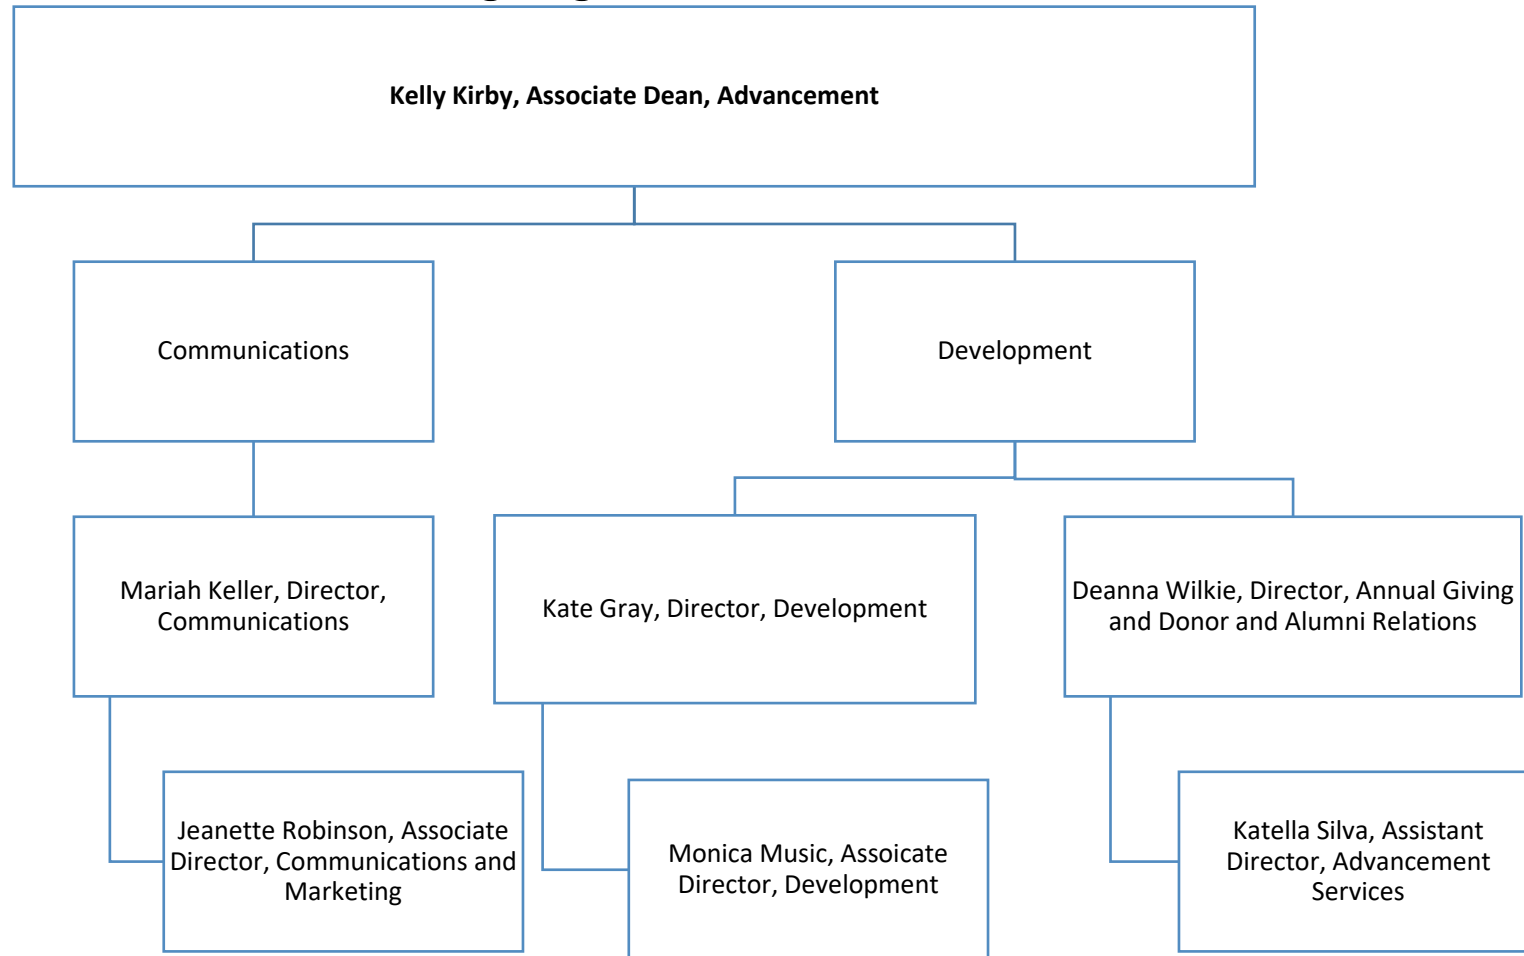 Kelly Kirby, Associate Dean, Advancement
Communications
Development
Mariah Keller, Director,
Communications
Kate Gray, Director, Development
Deanna Wilkie, Director, Annual Giving
and Donor and Alumni Relations
Jeanette Robinson, Associate
Director, Communications and
Marketing
Monica Music, Assoicate
Director, Development
Katella Silva, Assistant
Director, Advancement
Services